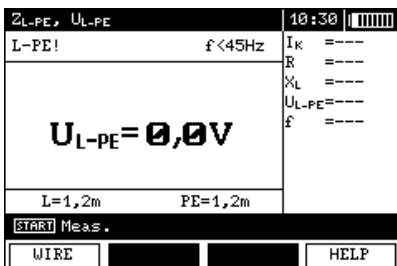 ZL-PE, UL-PE 10:30
L-PE! f<45Hz
IK =---
R =---
XL =---
UL-PE=---
f =---
UL-PE=0,0V
L=1,2m PE=1,2m
START Meas.
WIRE HELP